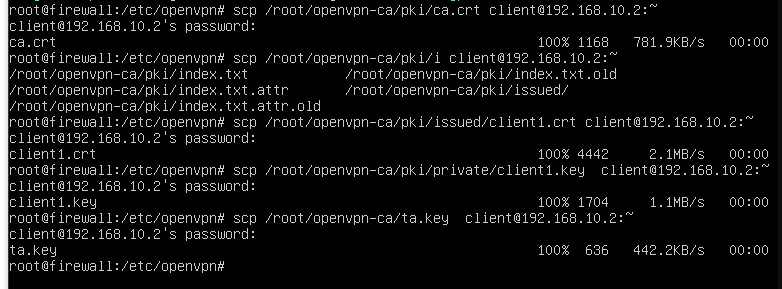 root@firewall:/etc/openvpn# scp /root/openvpn-ca/pki/ca.crt client@192.168.10.2:~
client@192.168.10.2's password:
ca.crt 100% 1168 781.9KB/s 00:00
root@firewall:/etc/openvpn# scp /root/openvpn-ca/pki/i client@192.168.10.2:~
/root/openvpn-ca/pki/index.txt /root/openvpn-ca/pki/index.txt.old
/root/openvpn-ca/pki/index.txt.attr /root/openvpn-ca/pki/issued/
/root/openvpn-ca/pki/index.txt.attr.old
root@firewall:/etc/openvpn# scp /root/openvpn-ca/pki/issued/client1.crt client@192.168.10.2:~
client@192.168.10.2's password:
client1.crt 100% 4442 2.1MB/s 00:00
root@firewall:/etc/openvpn# scp /root/openvpn-ca/pki/private/client1.key  client@192.168.10.2:~
client@192.168.10.2's password:
client1.key 100% 1704 1.1MB/s 00:00
root@firewall:/etc/openvpn# scp /root/openvpn-ca/ta.key  client@192.168.10.2:~
client@192.168.10.2's password:
ta.key 100% 636 442.2KB/s 00:00
root@firewall:/etc/openvpn#